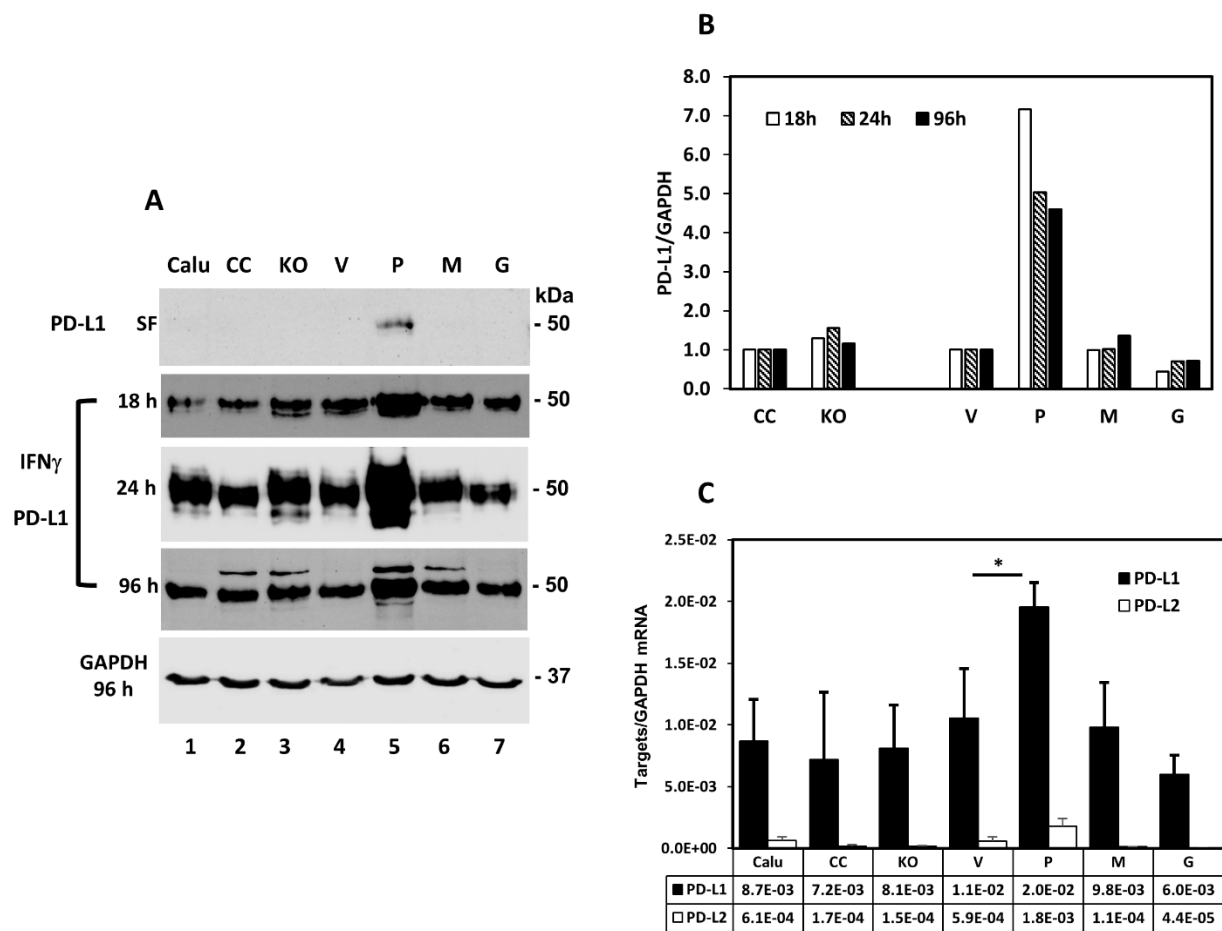 A
Calu CC KO V P M G
kDa
PD-L1 SF - 50
18 h - 50
IFNγ
24 h - 50
PD-L1
96 h - 50
GAPDH
96 h - 37
1 2 3 4 5 6 7
B
PD-L1/GAPDH
8.0
7.0
6.0
5.0
4.0
3.0
2.0
1.0
0.0
18h 24h 96h
CC KO V P M G
C
Targets/GAPDH mRNA
2.5E-02
2.0E-02
1.5E-02
1.0E-02
5.0E-03
0.0E+00
*
PD-L1
PD-L2
Calu CC KO V P M G
PD-L1 8.7E-03 7.2E-03 8.1E-03 1.1E-02 2.0E-02 9.8E-03 6.0E-03
PD-L2 6.1E-04 1.7E-04 1.5E-04 5.9E-04 1.8E-03 1.1E-04 4.4E-05